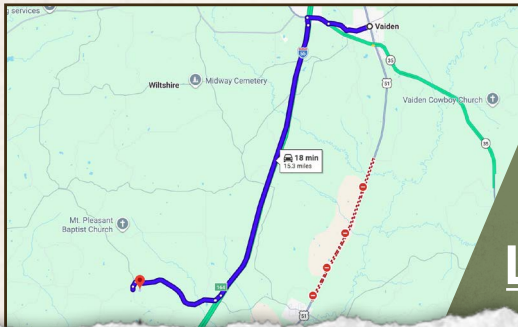 g services
Vaiden
35
Wiltshire
Midway Cemetery
51
Vaiden Cowboy Church
35
18 min
15.3 miles
35
Mt. Pleasant
Baptist Church
51
L